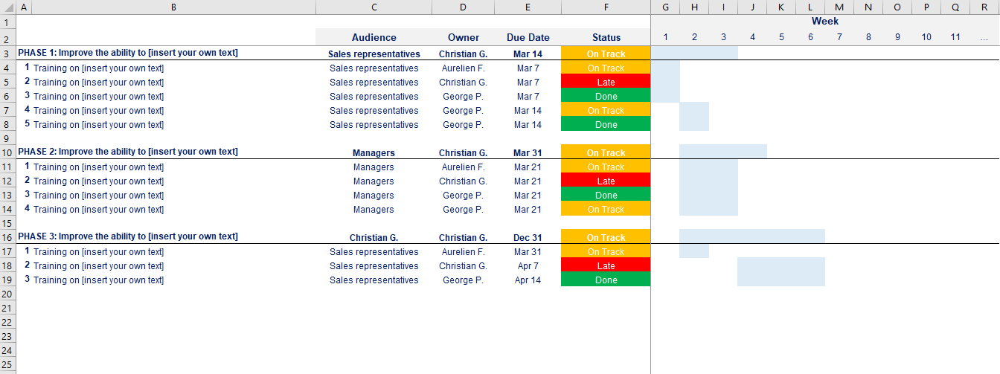 A B C D E F G H I J K L M N O P Q R
1 Week
2 Audience Owner Due Date Status 1 2 3 4 5 6 7 8 9 10 11 ...
3 PHASE 1: Improve the ability to [insert your own text] Sales representatives Christian G. Mar 14 On Track
4 1 Training on [insert your own text] Sales representatives Aurelien F. Mar 7 On Track
5 2 Training on [insert your own text] Sales representatives Christian G. Mar 7 Late
6 3 Training on [insert your own text] Sales representatives George P. Mar 7 Done
7 4 Training on [insert your own text] Sales representatives George P. Mar 14 On Track
8 5 Training on [insert your own text] Sales representatives George P. Mar 14 Done
9
10 PHASE 2: Improve the ability to [insert your own text] Managers Christian G. Mar 31 On Track
11 1 Training on [insert your own text] Managers Aurelien F. Mar 21 On Track
12 2 Training on [insert your own text] Managers Christian G. Mar 21 Late
13 3 Training on [insert your own text] Managers George P. Mar 21 Done
14 4 Training on [insert your own text] Managers George P. Mar 21 On Track
15
16 PHASE 3: Improve the ability to [insert your own text] Christian G. Christian G. Dec 31 On Track
17 1 Training on [insert your own text] Sales representatives Aurelien F. Mar 31 On Track
18 2 Training on [insert your own text] Sales representatives Christian G. Apr 7 Late
19 3 Training on [insert your own text] Sales representatives George P. Apr 14 Done
20
21
22
23
24
25